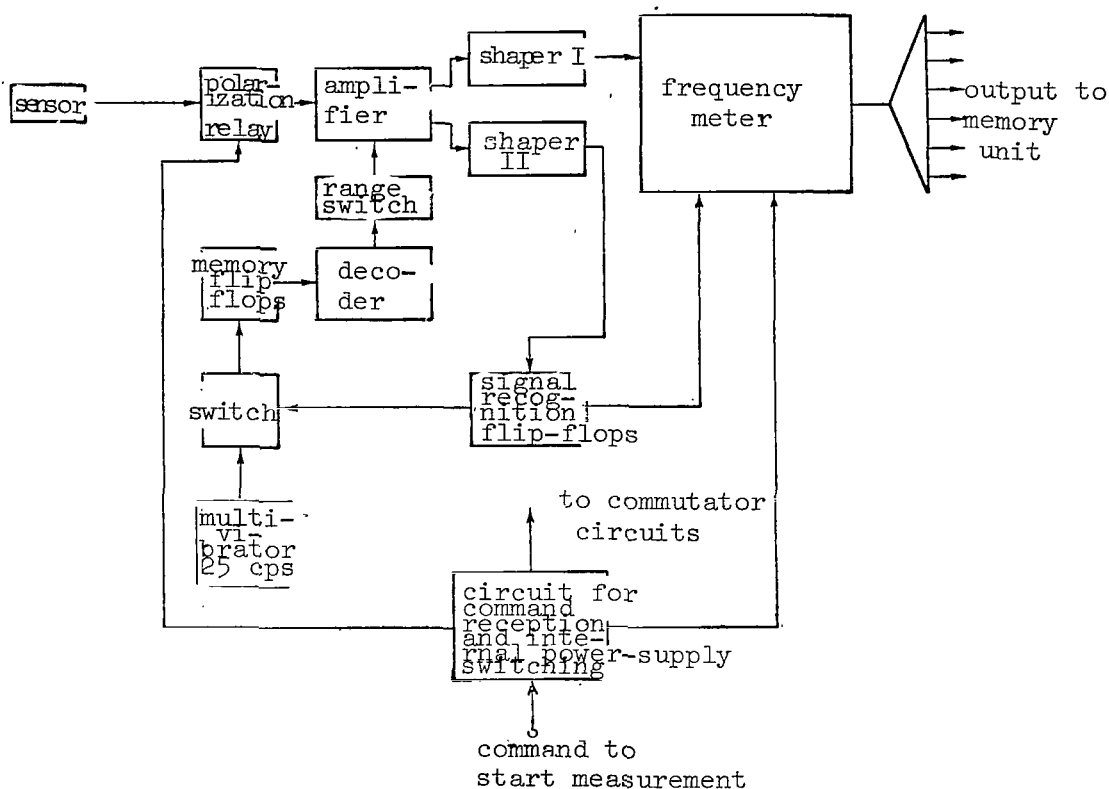 sensor
polar-
ization
relay
ampli-
fier
shaper I
shaper
II
frequency
meter
output to
memory
unit
range
switch
memory
flip
flops
deco-
der
switch
signal
recog-
nition
flip-flops
multi-
vi-
brator
25 cps
to commutator
circuits
circuit for
command
reception
and inte-
rnal power-supply
switching
command to
start measurement